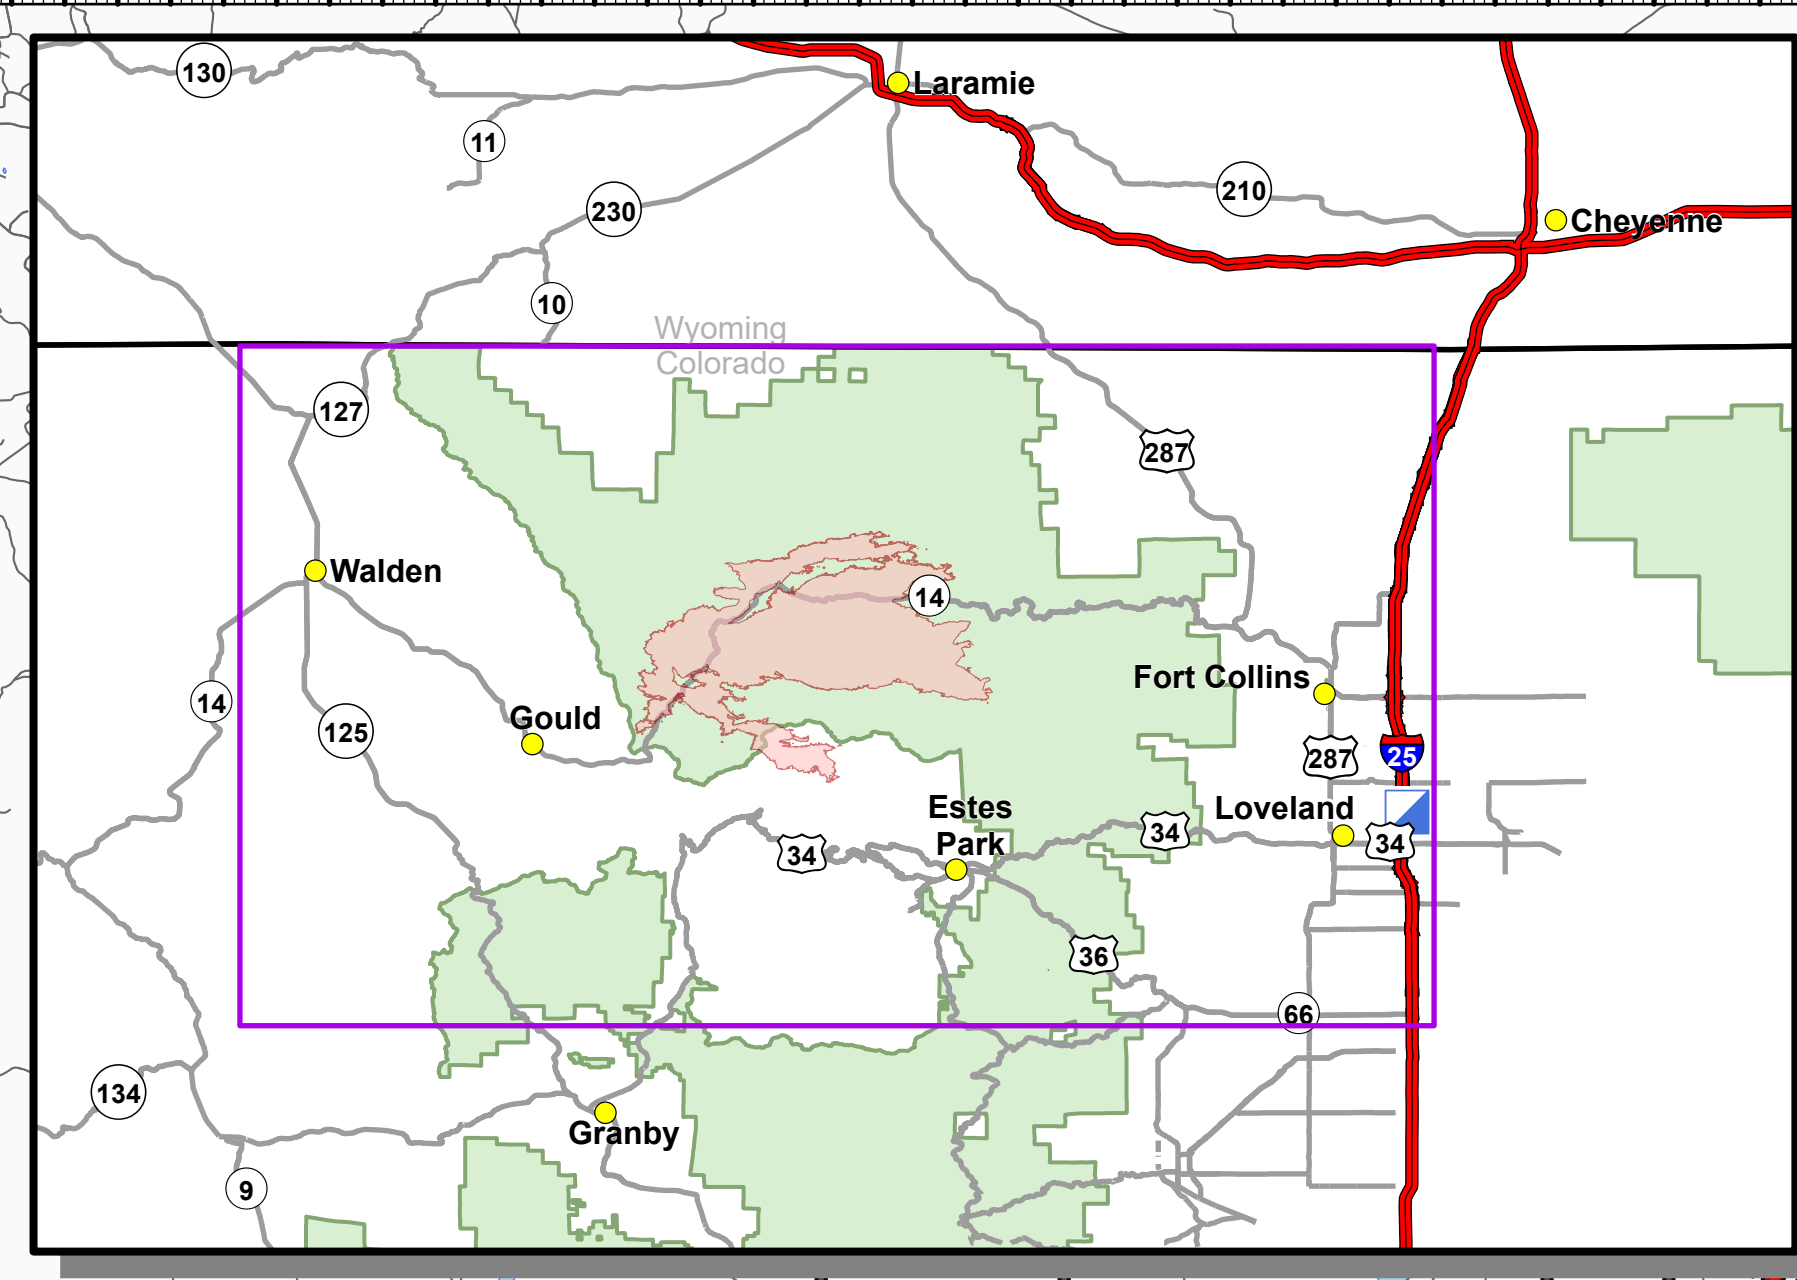 130
Laramie
11
210
230
Cheyenne
10
Wyoming
Colorado
127
287
Walden
14
Fort Collins
14
Gould
125
287
25
Estes
Park
Loveland
34
34
34
36
66
134
Granby
9